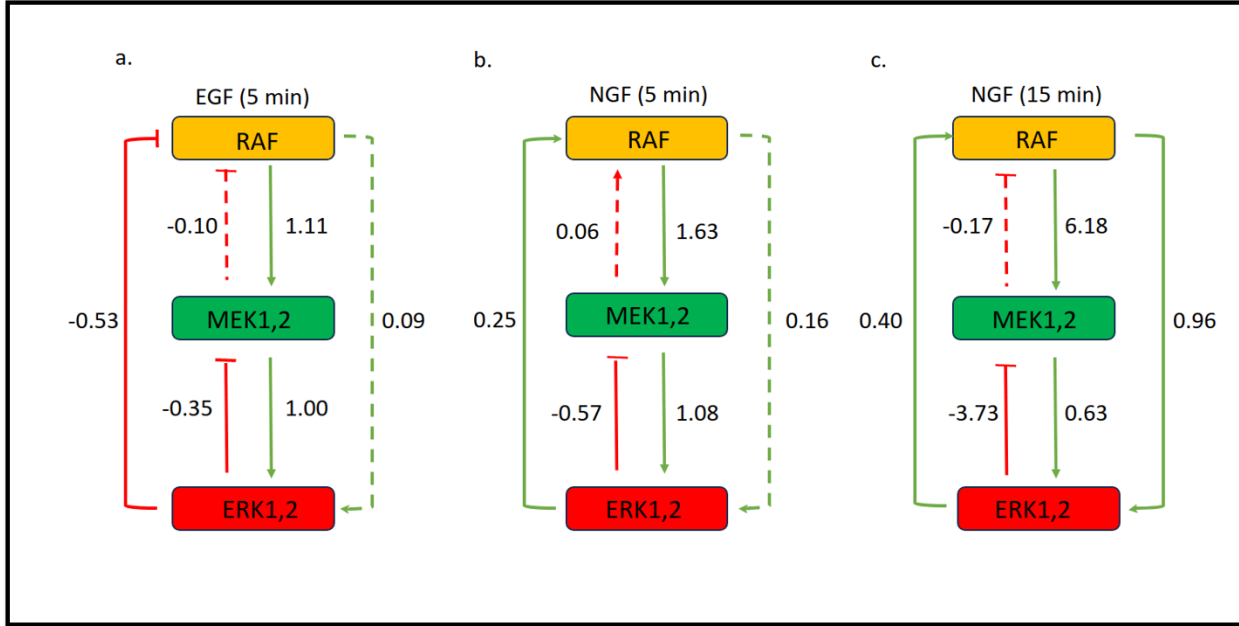 a.
EGF (5 min)
RAF
-0.10
1.11
-0.53
MEK1,2
0.09
-0.35
1.00
ERK1,2
b.
NGF (5 min)
RAF
0.06
1.63
0.25
MEK1,2
0.16
-0.57
1.08
ERK1,2
c.
NGF (15 min)
RAF
-0.17
6.18
0.40
MEK1,2
0.96
-3.73
0.63
ERK1,2